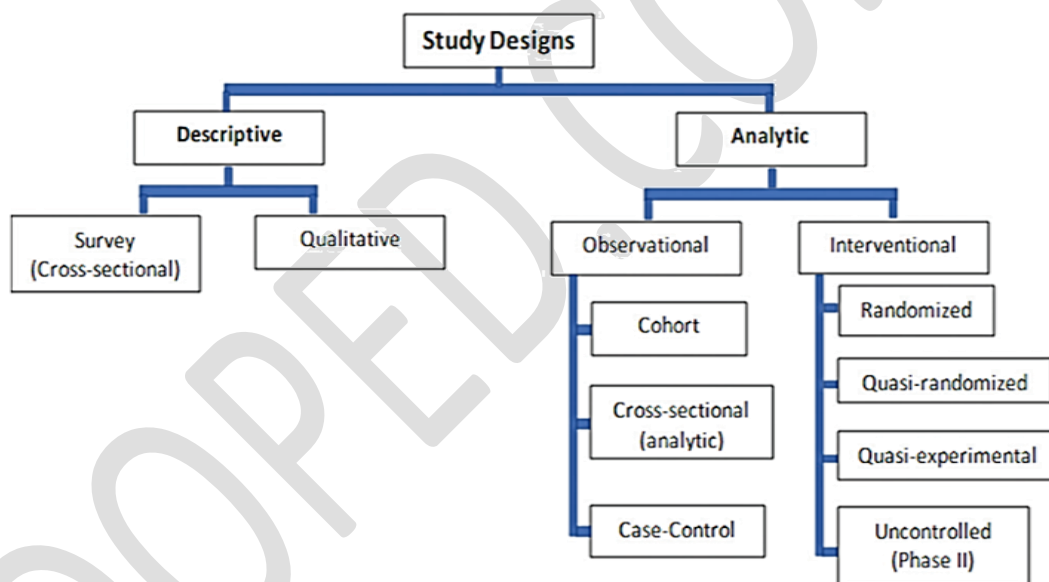 Study Designs
Descriptive
Analytic
Survey
(Cross-sectional)
Qualitative
Observational
Interventional
Cohort
Cross-sectional
(analytic)
Case-Control
Randomized
Quasi-randomized
Quasi-experimental
Uncontrolled
(Phase II)